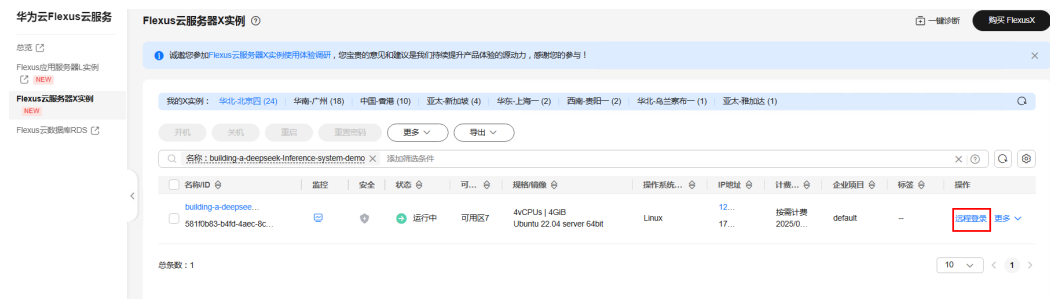 华为云Flexus云服务
总览
Flexus应用服务器L实例
NEW
Flexus云服务器X实例
NEW
Flexus云数据库RDS
Flexus云服务器X实例
一键诊断
购买 FlexusX
诚邀您参加Flexus云服务器X实例使用体验调研，您宝贵的意见和建议是我们持续提升产品体验的源动力，感谢您的参与！
我的X实例： 华北-北京四 (24) 华南-广州 (18) 中国-香港 (10) 亚太-新加坡 (4) 华东-上海一 (2) 西南-贵阳一 (2) 华北-乌兰察布一 (1) 亚太-雅加达 (1)
开机 关机 重启 重置密码 更多 导出
名称：building-a-deepseek-Inference-system-demo × 添加筛选条件
名称/ID 监控 安全 状态 可... 规格/镜像 操作系统... IP地址 计费... 企业项目 标签 操作
building-a-deepsee...
581f0b83-b4fd-4aec-8c...
运行中 可用区7
4vCPUs | 4GiB
Ubuntu 22.04 server 64bit
Linux
12...
17...
按需计费
2025/0...
default -- 远程登录 更多
总条数：1
10 < 1 >